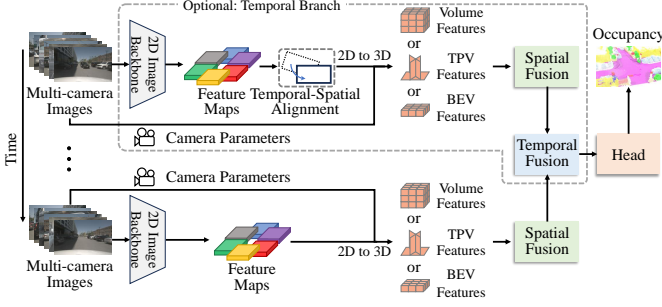 Optional: Temporal Branch
2D Image
Backbone
Multi-camera
Images
Feature
Maps
Temporal-Spatial
Alignment
2D to 3D
Volume
Features
or
TPV
Features
or
BEV
Features
Spatial
Fusion
Occupancy
Camera Parameters
Time
Temporal
Fusion
Head
Camera Parameters
2D Image
Backbone
Multi-camera
Images
Feature
Maps
2D to 3D
Volume
Features
or
TPV
Features
or
BEV
Features
Spatial
Fusion